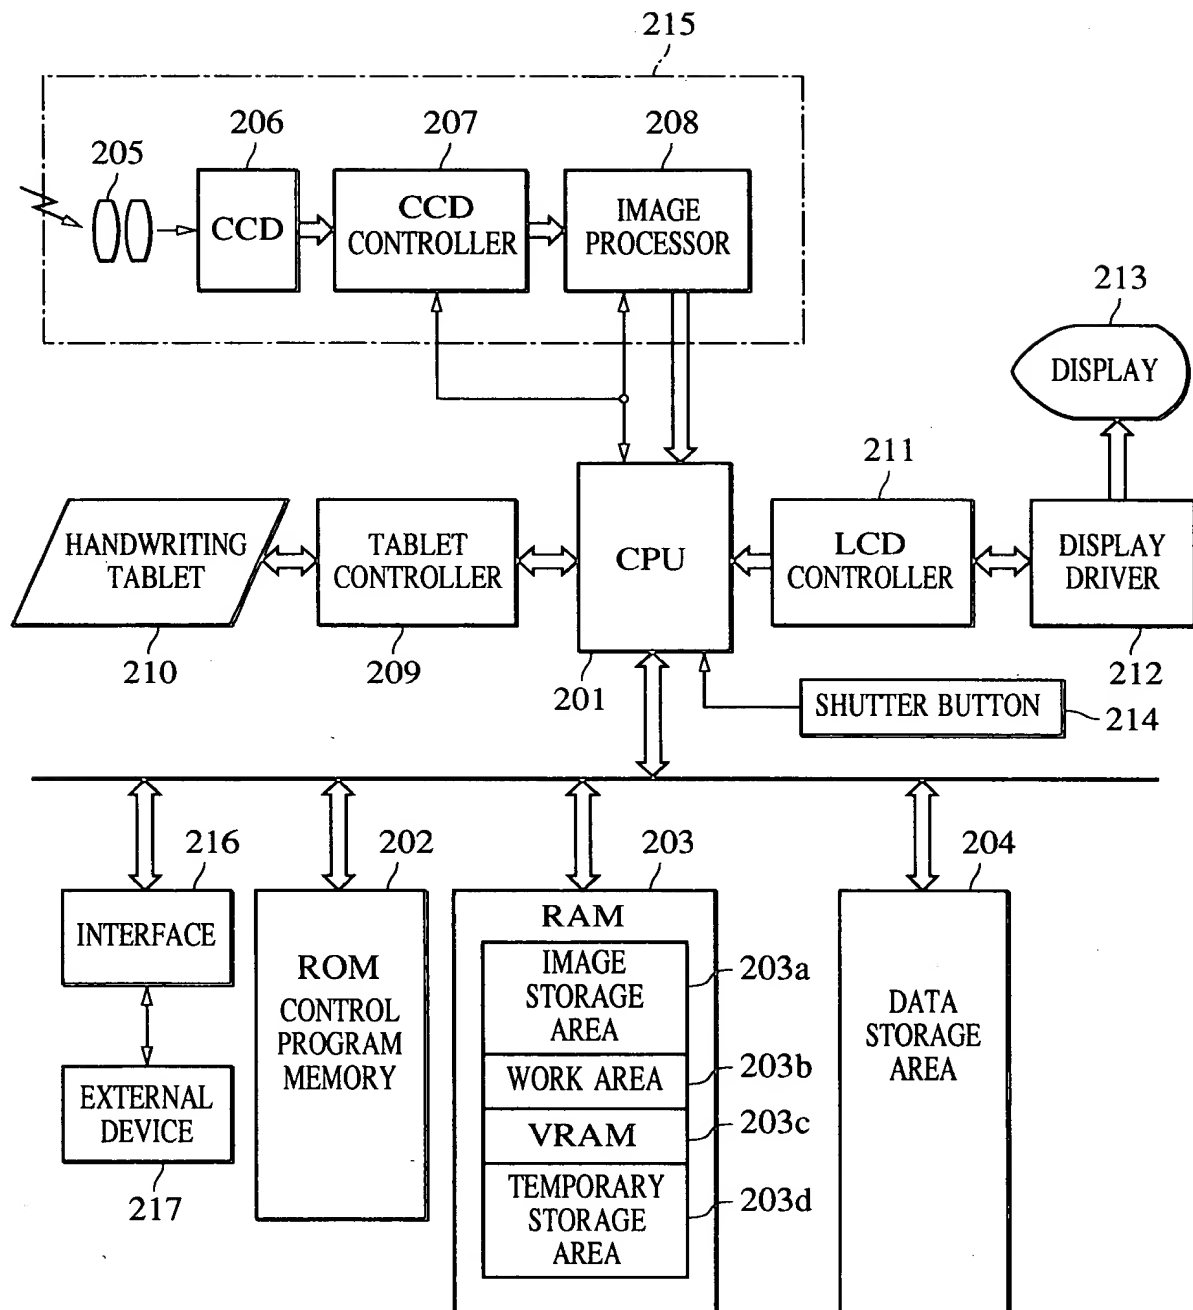 215
206
207
208
205
CCD
CCD
CONTROLLER
IMAGE
PROCESSOR
213
DISPLAY
211
HANDWRITING
TABLET
TABLET
CONTROLLER
CPU
LCD
CONTROLLER
DISPLAY
DRIVER
210
209
201
212
SHUTTER BUTTON
214
216
202
203
204
INTERFACE
ROM
CONTROL
PROGRAM
MEMORY
RAM
IMAGE
STORAGE
AREA
203a
WORK AREA
203b
VRAM
203c
TEMPORARY
STORAGE
AREA
203d
DATA
STORAGE
AREA
EXTERNAL
DEVICE
217